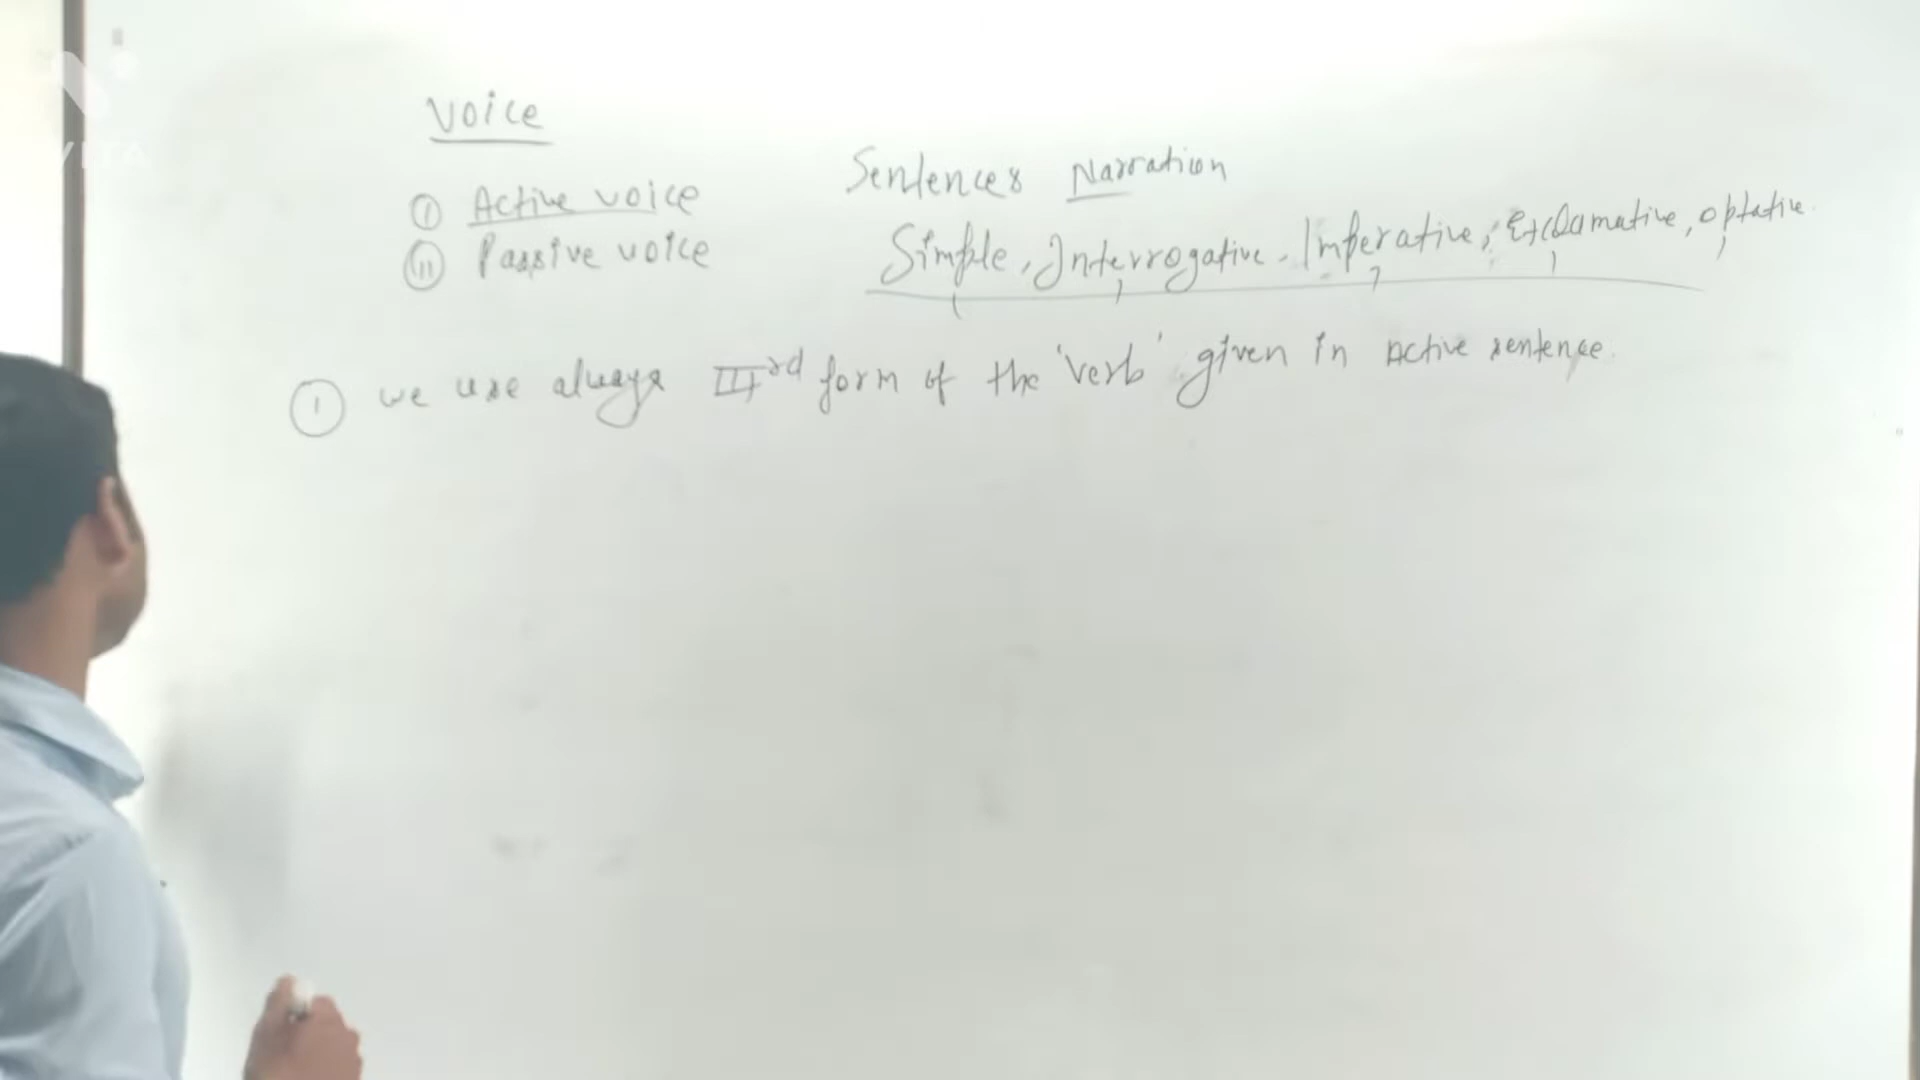 Voice
(I) Active voice
(II) Passive voice
Sentences Narration
Simple, Interrogative, Imperative, Exclamative, optative
(1) we use always IIIrd form of the 'verb' given in Active sentence.
VITA